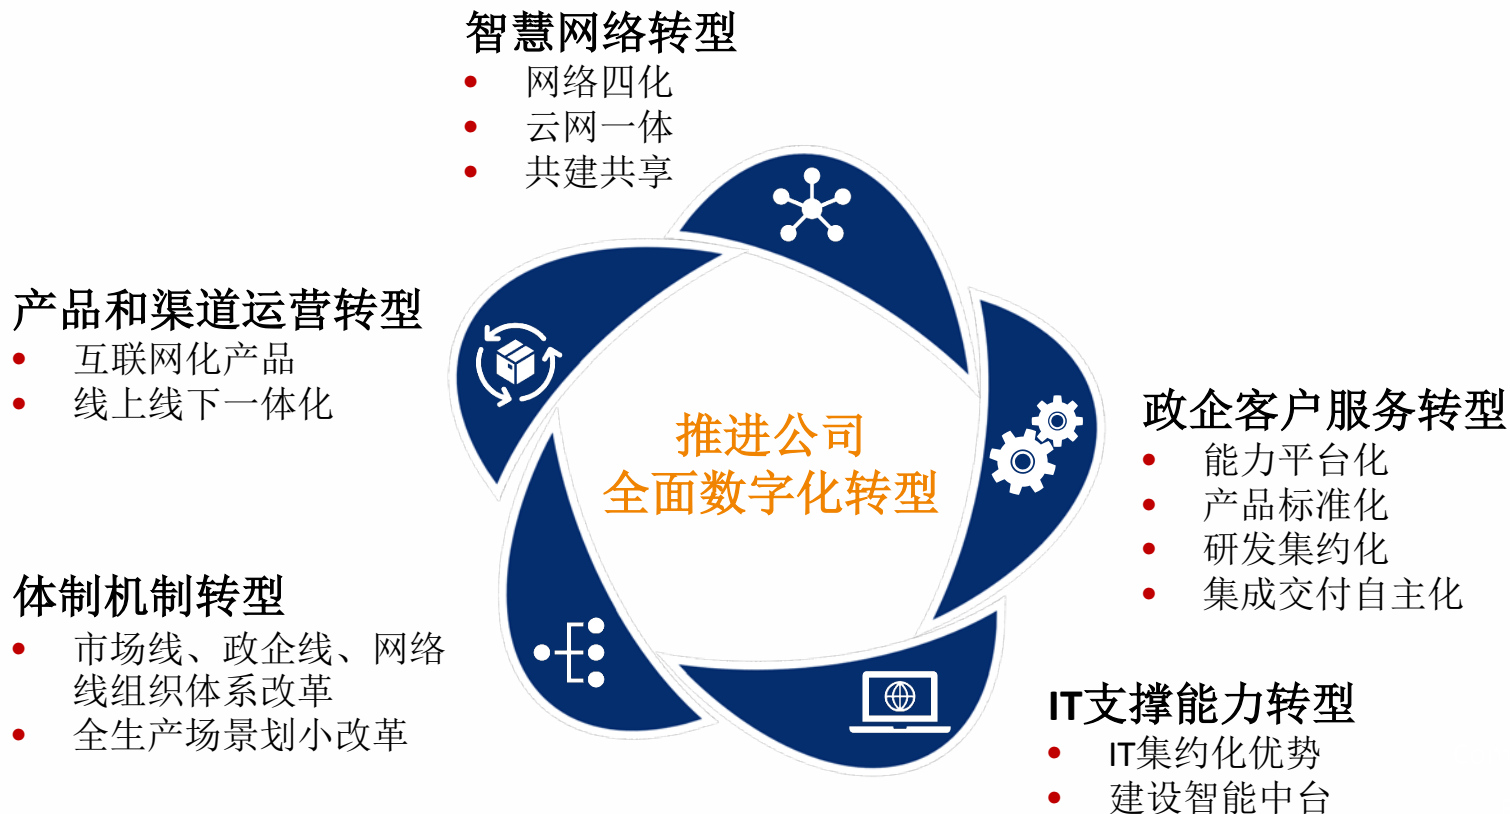 智慧网络转型
• 网络四化
• 云网一体
• 共建共享
产品和渠道运营转型
• 互联网化产品
• 线上线下一体化
推进公司
全面数字化转型
政企客户服务转型
• 能力平台化
• 产品标准化
• 研发集约化
• 集成交付自主化
体制机制转型
• 市场线、政企线、网络
线组织体系改革
• 全生产场景划小改革
IT支撑能力转型
• IT集约化优势
• 建设智能中台